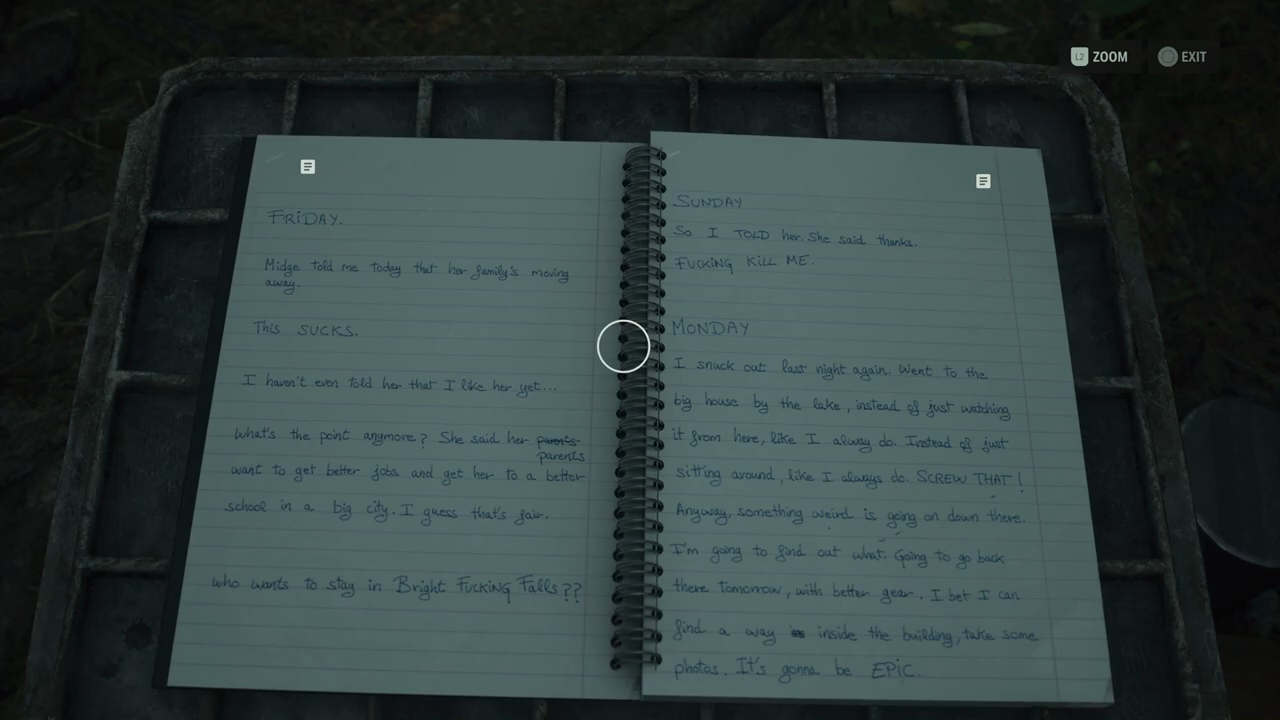 L2 ZOOM EXIT
FRiDAY.
Midge told me today that her family's moving
away.
This SUCKS.
I haven't even told her that I like her yet...
what's the point anymore? She said her parents
parents
want to get better jobs and get her to a better
school in a big city. I guess that's fair.
who wants to stay in Bright FUCKiNG Falls??
SUNDAY
So I TOLD her. She said thanks.
FUCKiNG KiLL ME.
MONDAY
I snuck out last night again. Went to the
big house by the lake, instead of just watching
it from here, like I alway do. Instead of just
sitting around, like I always do. SCREW THAT!
Anyway, something weird is going on down there.
I'm going to find out what. Going to go back
there tomorrow, with better gear. I bet I can
find a way inside the building, take some
photos. It's gonna be EPiC.